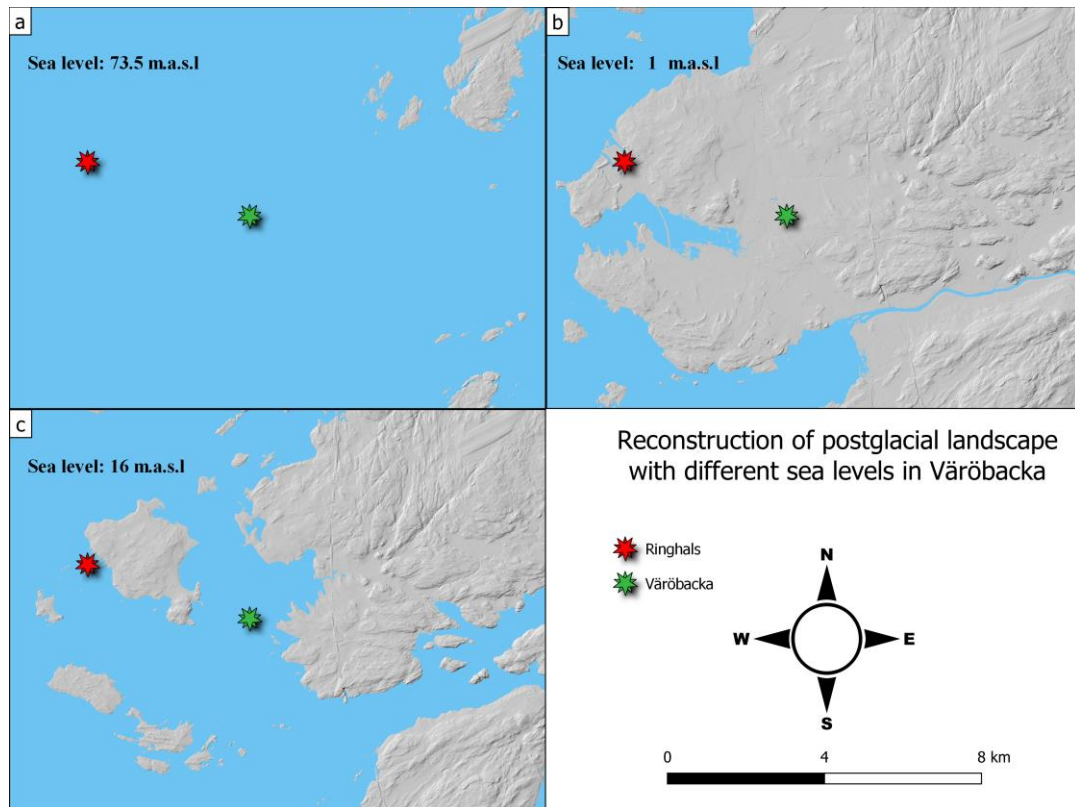 a
Sea level: 73.5 m.a.s.l
b
Sea level: 1 m.a.s.l
c
Sea level: 16 m.a.s.l
Reconstruction of postglacial landscape
with different sea levels in Väröbacka
Ringhals
Väröbacka
N
W E
S
0 4 8 km